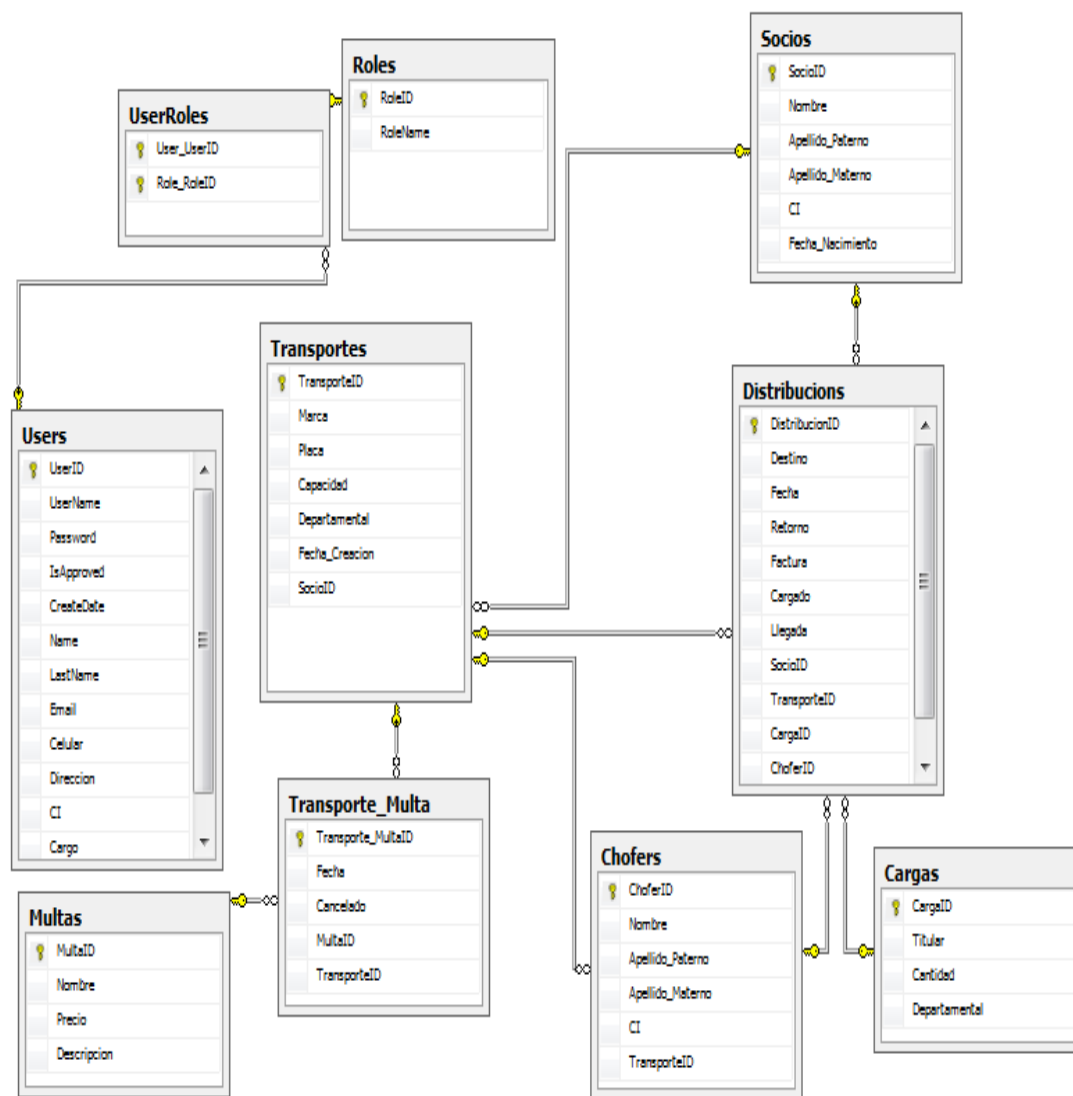 Roles
RoleID
RoleName
UserRoles
User_UserID
Role_RoleID
Socios
SocioID
Nombre
Apellido_Paterno
Apellido_Materno
CI
Fecha_Nacimiento
Transportes
TransporteID
Marca
Placa
Capacidad
Departamental
Fecha_Creacion
SocioID
Users
UserID
UserName
Password
IsApproved
CreateDate
Name
LastName
Email
Celular
Direccion
CI
Cargo
Distribucions
DistribucionID
Destino
Fecha
Retorno
Factura
Cargado
Llegada
SocioID
TransporteID
CargaID
ChoferID
Transporte_Multa
Transporte_MultaID
Fecha
Cancelado
MultaID
TransporteID
Multas
MultaID
Nombre
Precio
Descripcion
Chofers
ChoferID
Nombre
Apellido_Paterno
Apellido_Materno
CI
TransporteID
Cargas
CargaID
Titular
Cantidad
Departamental